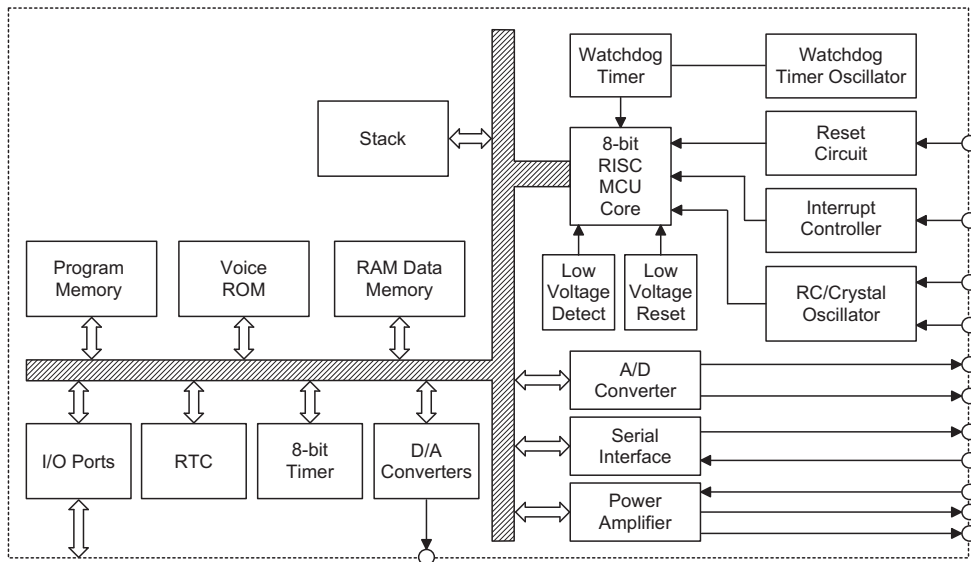 Watchdog
Timer
Watchdog
Timer Oscillator
Stack
8-bit
RISC
MCU
Core
Reset
Circuit
Interrupt
Controller
Program
Memory
Voice
ROM
RAM Data
Memory
Low
Voltage
Detect
Low
Voltage
Reset
RC/Crystal
Oscillator
A/D
Converter
I/O Ports
RTC
8-bit
Timer
D/A
Converters
Serial
Interface
Power
Amplifier